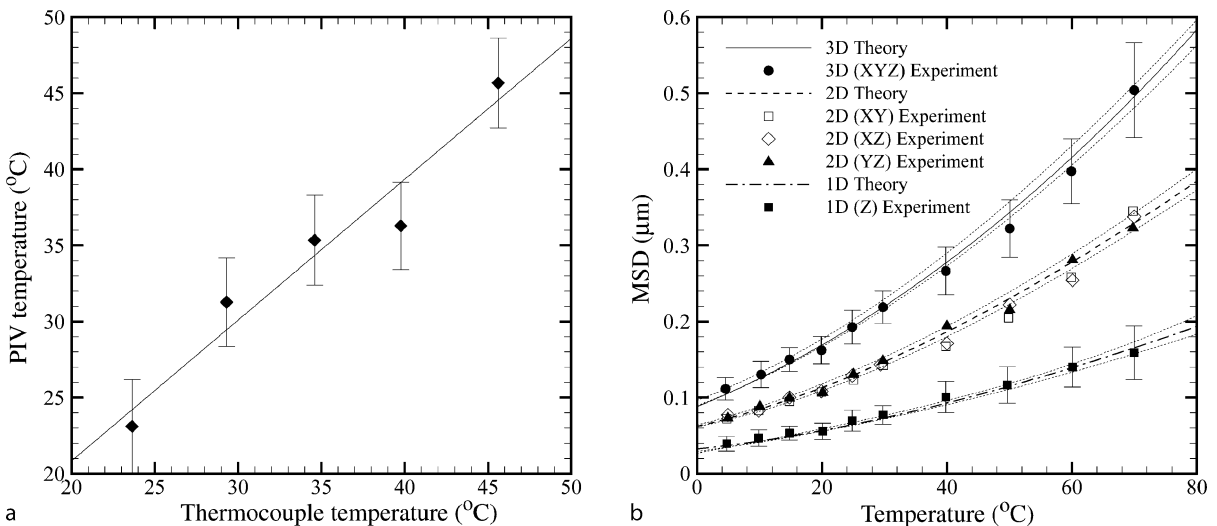 50
45
40
35
30
25
20
20 25 30 35 40 45 50
PIV temperature (°C)
Thermocouple temperature (°C)
a
0.6
0.5
0.4
0.3
0.2
0.1
0
0 20 40 60 80
MSD (µm)
Temperature (°C)
3D Theory
3D (XYZ) Experiment
2D Theory
2D (XY) Experiment
2D (XZ) Experiment
2D (YZ) Experiment
1D Theory
1D (Z) Experiment
b